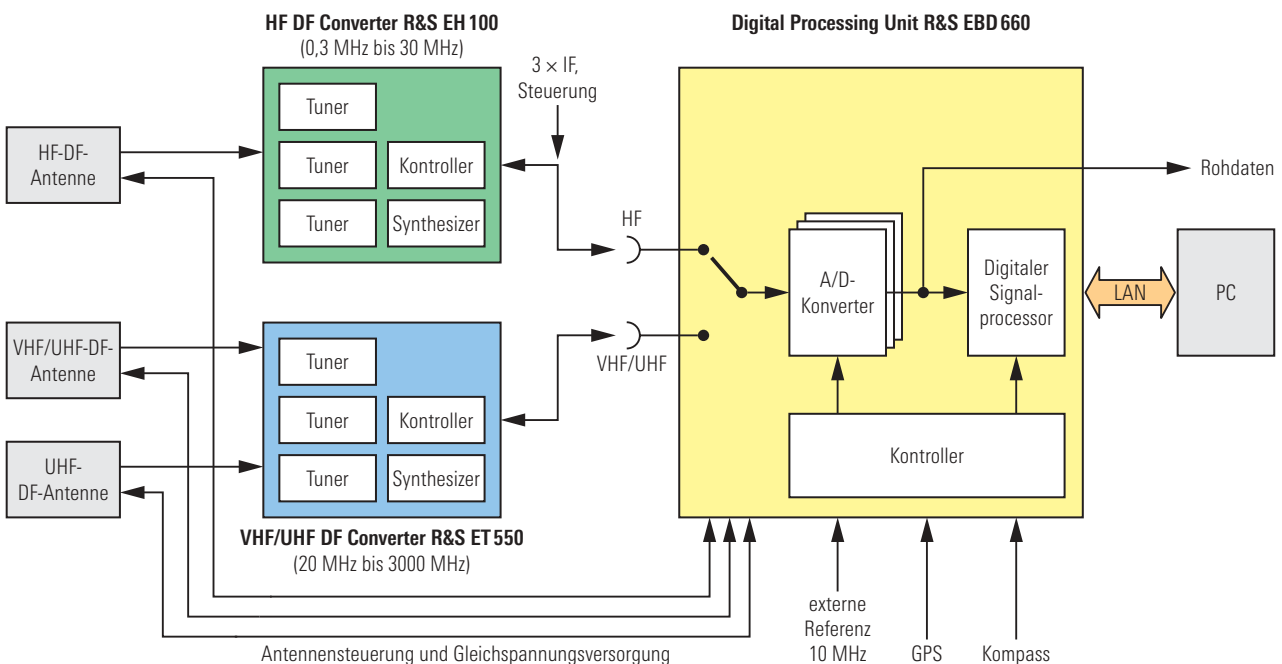 HF DF Converter R&S EH 100
(0,3 MHz bis 30 MHz)
Digital Processing Unit R&S EBD 660
3 × IF,
Steuerung
Tuner
Tuner
Kontroller
Tuner
Synthesizer
HF-DF-
Antenne
HF
Rohdaten
A/D-
Konverter
Digitaler
Signal-
processor
LAN
PC
VHF/UHF-DF-
Antenne
VHF/UHF
Tuner
Tuner
Kontroller
Tuner
Synthesizer
Kontroller
UHF-
DF-Antenne
VHF/UHF DF Converter R&S ET 550
(20 MHz bis 3000 MHz)
externe
Referenz
10 MHz
GPS
Kompass
Antennensteuerung und Gleichspannungsversorgung